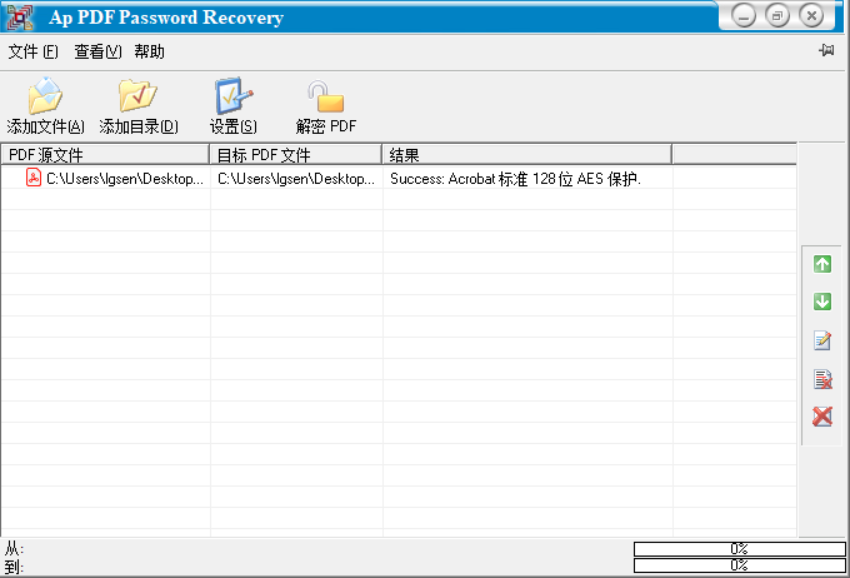 Ap PDF Password Recovery
文件(F) 查看(V) 帮助
添加文件(A) 添加目录(D) 设置(S) 解密 PDF
PDF 源文件 目标 PDF 文件 结果
C:\Users\lgsen\Desktop... C:\Users\lgsen\Desktop... Success: Acrobat 标准 128 位 AES 保护.
从: 0%
到: 0%